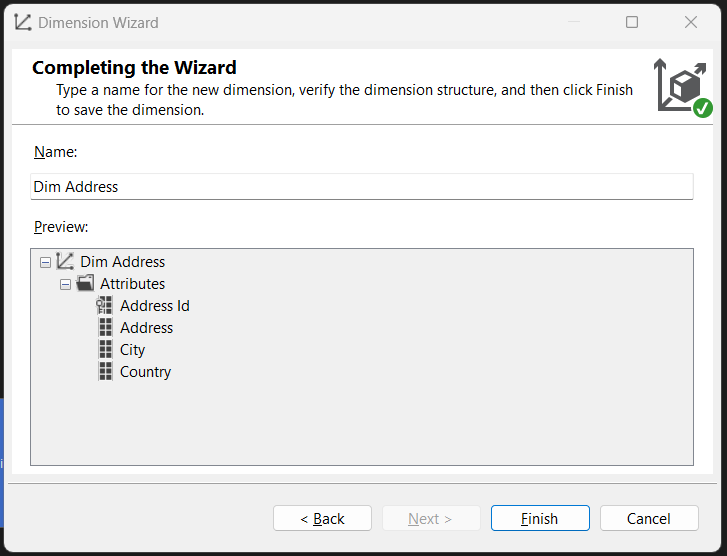 Dimension Wizard
Completing the Wizard
Type a name for the new dimension, verify the dimension structure, and then click Finish
to save the dimension.
Name:
Dim Address
Preview:
Dim Address
Attributes
Address Id
Address
City
Country
< Back
Next >
Finish
Cancel